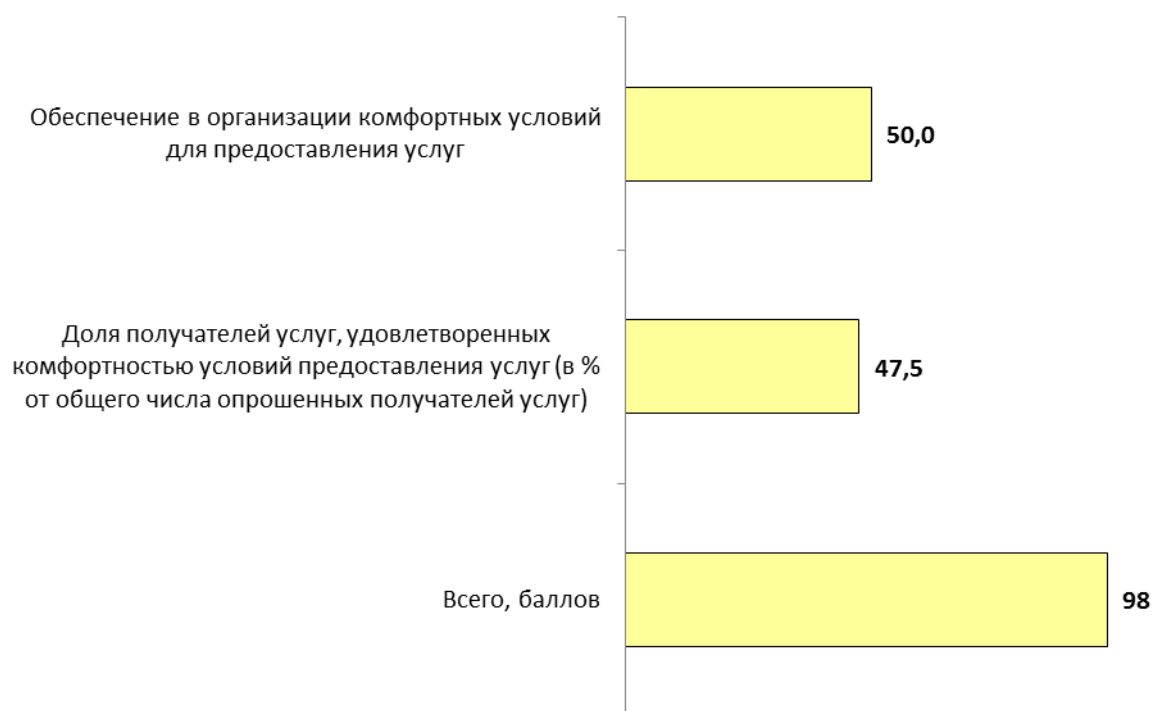 Обеспечение в организации комфортных условий
для предоставления услуг
50,0
Доля получателей услуг, удовлетворенных
комфортностью условий предоставления услуг (в %
от общего числа опрошенных получателей услуг)
47,5
Всего, баллов
98